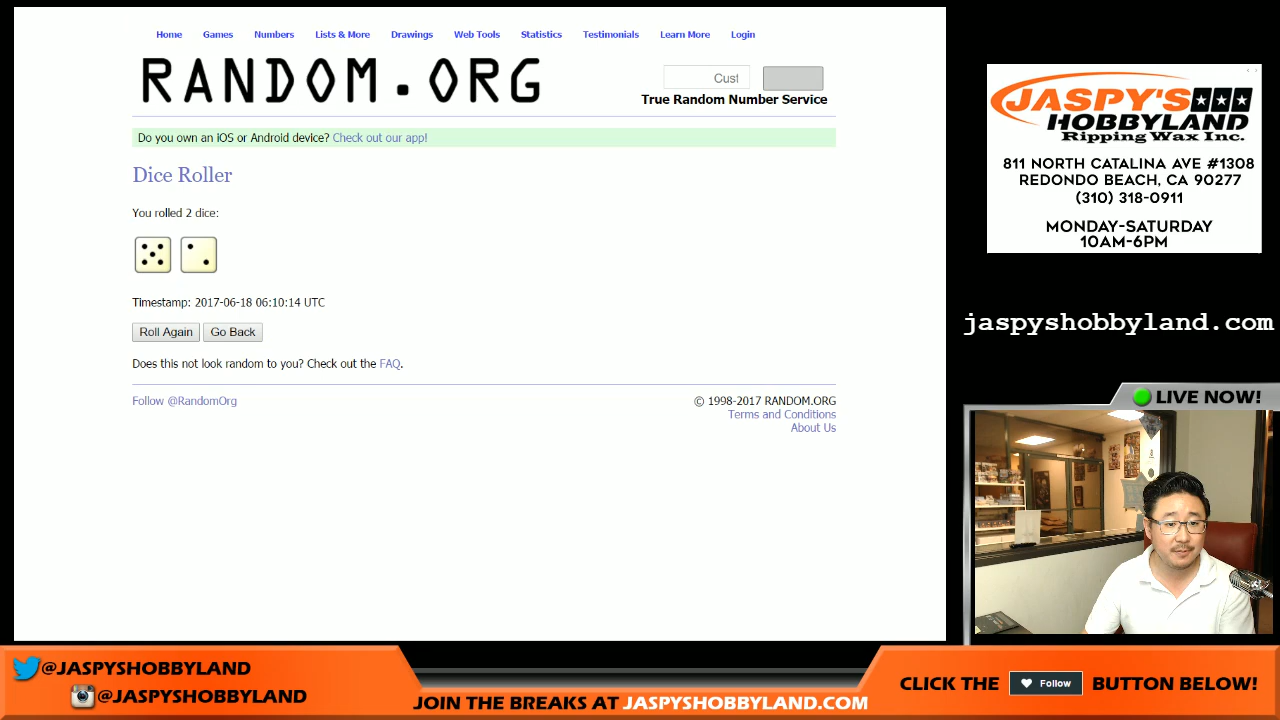 Home Games Numbers Lists & More Drawings Web Tools Statistics Testimonials Learn More Login
RANDOM.ORG
Cust
True Random Number Service
Do you own an iOS or Android device? Check out our app!
Dice Roller
You rolled 2 dice:
Timestamp: 2017-06-18 06:10:14 UTC
Roll Again Go Back
Does this not look random to you? Check out the FAQ.
Follow @RandomOrg
© 1998-2017 RANDOM.ORG
Terms and Conditions
About Us
JASPY'S
HOBBYLAND
Ripping Wax Inc.
811 NORTH CATALINA AVE #1308
REDONDO BEACH, CA 90277
(310) 318-0911
MONDAY-SATURDAY
10AM-6PM
jaspyshobbyland.com
LIVE NOW!
@JASPYSHOBBYLAND
@JASPYSHOBBYLAND
JOIN THE BREAKS AT JASPYSHOBBYLAND.COM
CLICK THE Follow BUTTON BELOW!